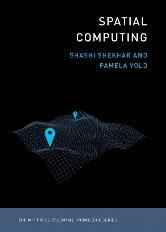 SPATIAL
COMPUTING
SHASHI SHEKHAR AND
PAMELA VOLD
THE MIT PRESS ESSENTIAL KNOWLEDGE SERIES